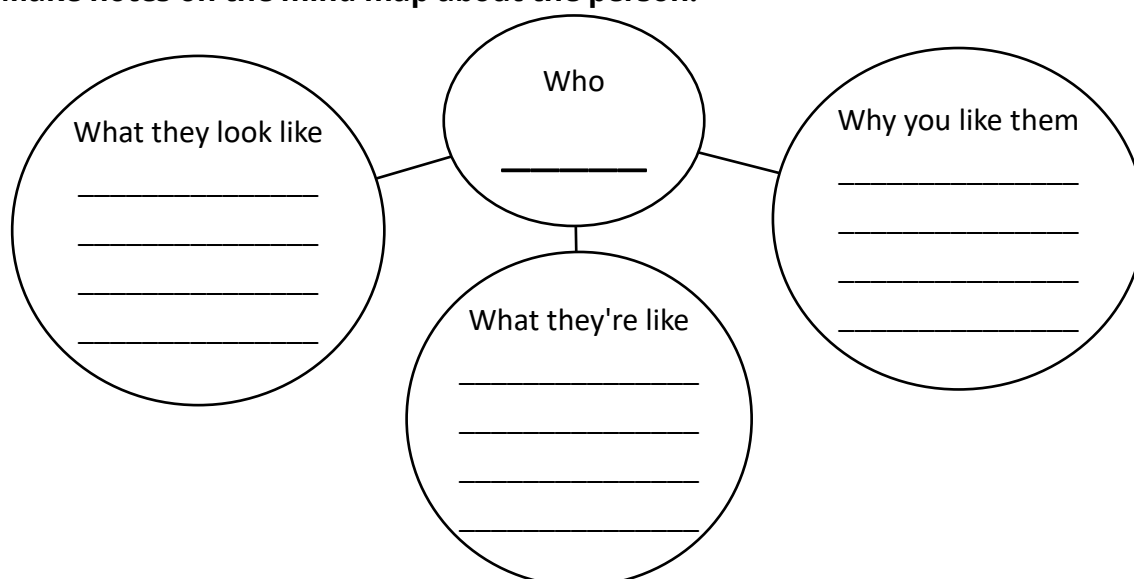 Make notes on the mind map about the person.
Who
What they look like
Why you like them
What they're like